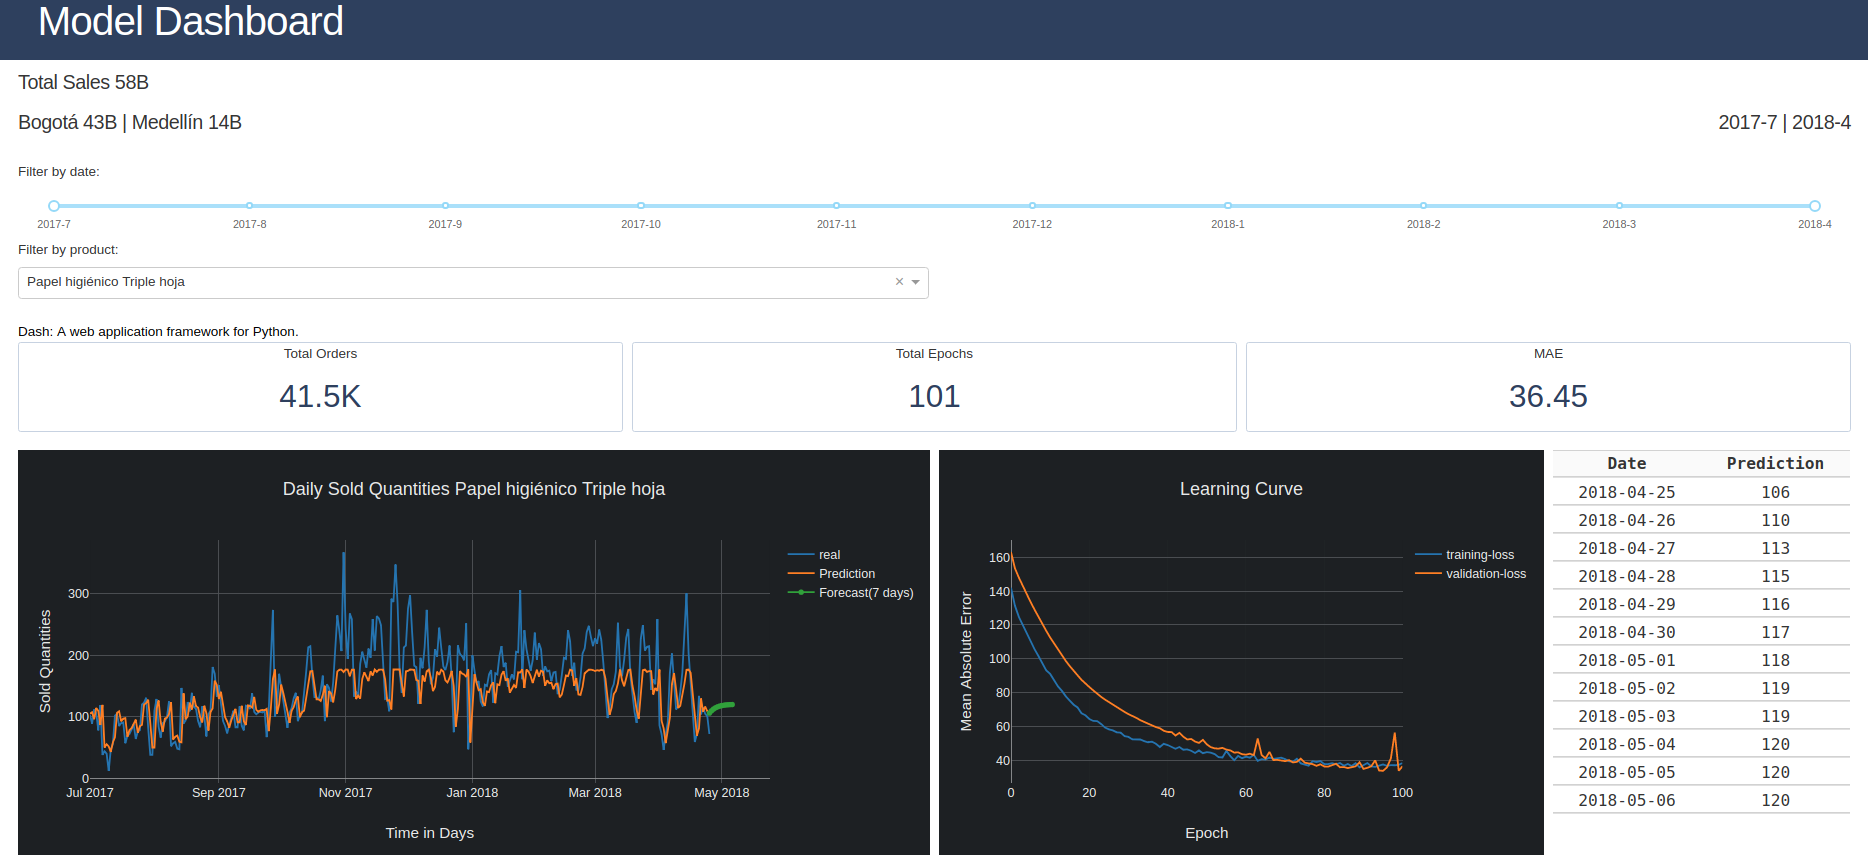 Model Dashboard
Total Sales 58B
Bogotá 43B | Medellín 14B
2017-7 | 2018-4
Filter by date:
2017-7 2017-8 2017-9 2017-10 2017-11 2017-12 2018-1 2018-2 2018-3 2018-4
Filter by product:
Papel higiénico Triple hoja ×
Dash: A web application framework for Python.
Total Orders
41.5K
Total Epochs
101
MAE
36.45
Daily Sold Quantities Papel higiénico Triple hoja
real
Prediction
Forecast(7 days)
Sold Quantities
300
200
100
0
Jul 2017 Sep 2017 Nov 2017 Jan 2018 Mar 2018 May 2018
Time in Days
Learning Curve
training-loss
validation-loss
Mean Absolute Error
160
140
120
100
80
60
40
0 20 40 60 80 100
Epoch
Date Prediction
2018-04-25 106
2018-04-26 110
2018-04-27 113
2018-04-28 115
2018-04-29 116
2018-04-30 117
2018-05-01 118
2018-05-02 119
2018-05-03 119
2018-05-04 120
2018-05-05 120
2018-05-06 120